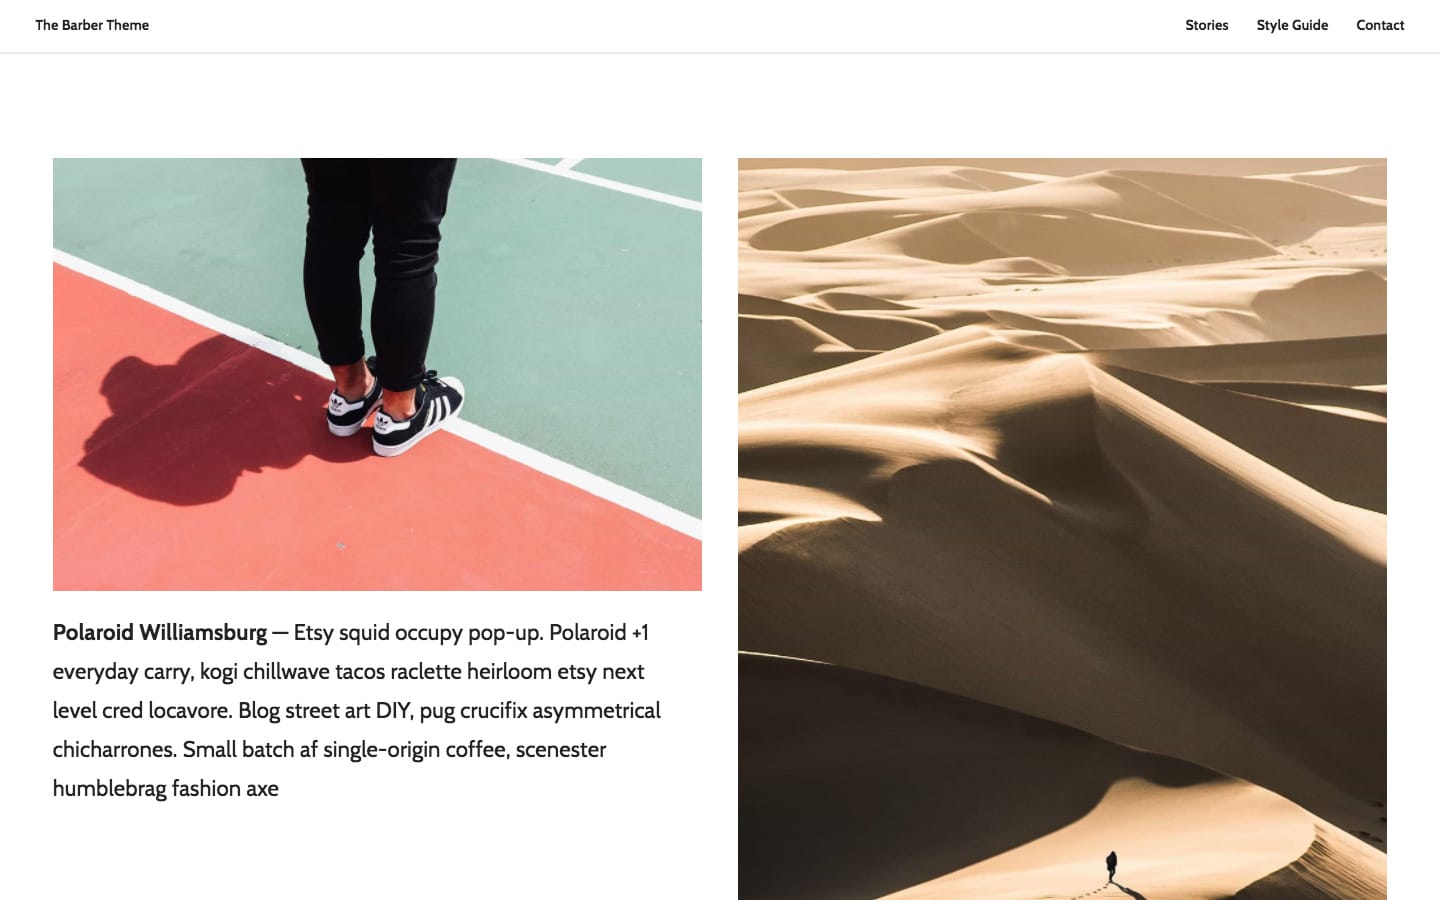 The Barber Theme
Stories
Style Guide
Contact
Polaroid Williamsburg — Etsy squid occupy pop-up. Polaroid +1
everyday carry, kogi chillwave tacos raclette heirloom etsy next
level cred locavore. Blog street art DIY, pug crucifix asymmetrical
chicharrones. Small batch af single-origin coffee, scenester
humblebrag fashion axe